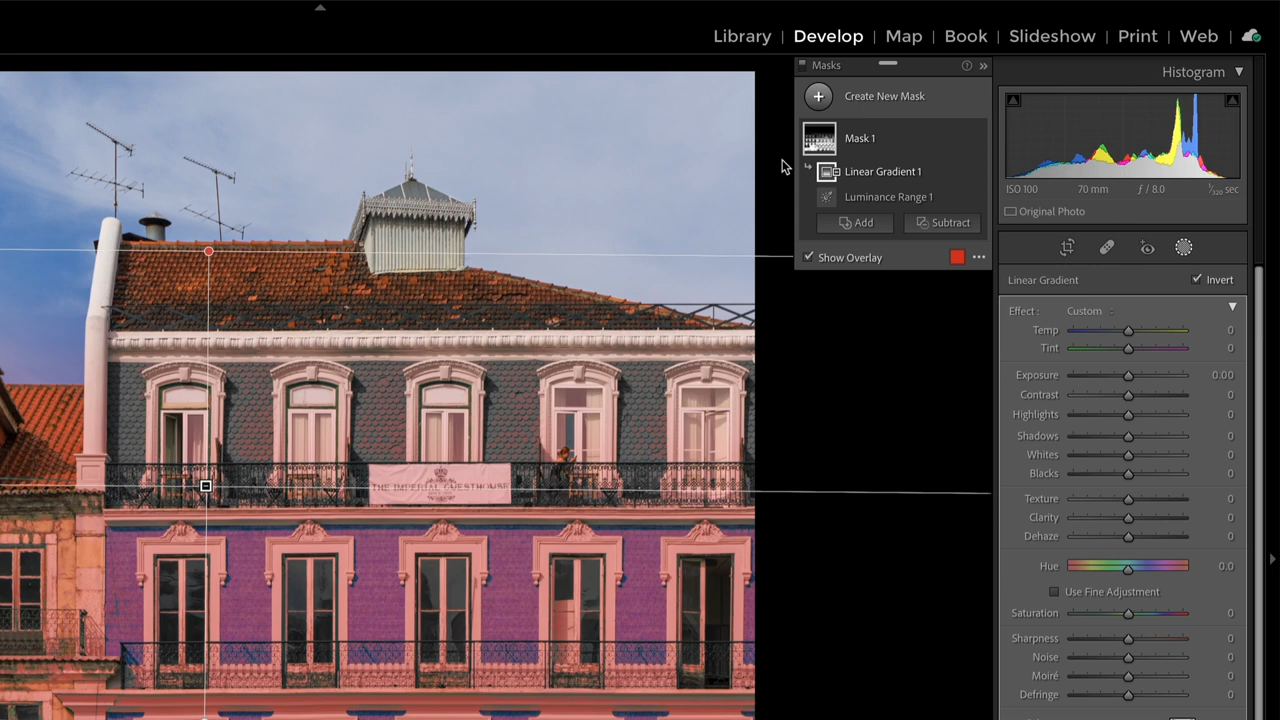 Library | Develop | Map | Book | Slideshow | Print | Web |
Masks
Create New Mask
Mask 1
Linear Gradient 1
Luminance Range 1
Add Subtract
Show Overlay
Histogram
ISO 100 70 mm ƒ / 8.0 1/320 sec
Original Photo
Linear Gradient Invert
Effect : Custom
Temp 0
Tint 0
Exposure 0.00
Contrast 0
Highlights 0
Shadows 0
Whites 0
Blacks 0
Texture 0
Clarity 0
Dehaze 0
Hue 0.0
Use Fine Adjustment
Saturation 0
Sharpness 0
Noise 0
Moiré 0
Defringe 0
THE IMPERIAL GUESTHOUSE